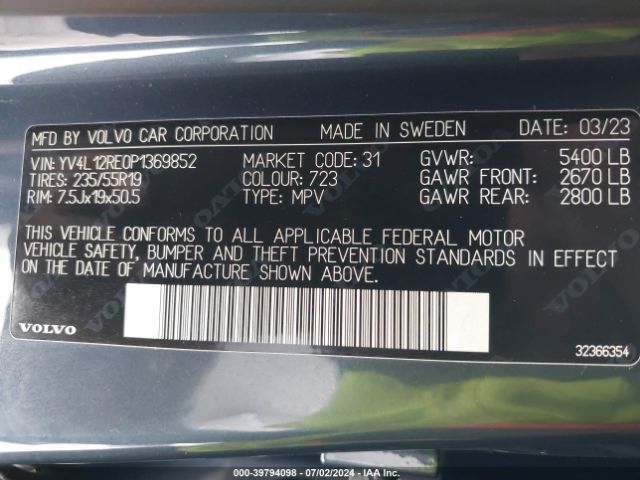 MFD BY VOLVO CAR CORPORATION MADE IN SWEDEN DATE: 03/23
VIN: YV4L12RE0P1369852 MARKET CODE: 31 GVWR: 5400 LB
TIRES: 235/55R19 COLOUR: 723 GAWR FRONT: 2670 LB
RIM: 7.5Jx19x50.5 TYPE: MPV GAWR REAR: 2800 LB
THIS VEHICLE CONFORMS TO ALL APPLICABLE FEDERAL MOTOR
VEHICLE SAFETY, BUMPER AND THEFT PREVENTION STANDARDS IN EFFECT
ON THE DATE OF MANUFACTURE SHOWN ABOVE.
VOLVO
32366354
000-39794098 - 07/02/2024 - IAA Inc.